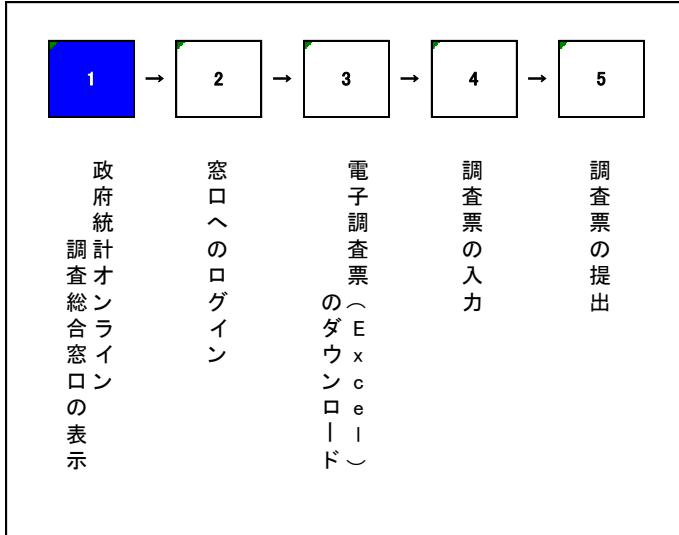 1 → 2 → 3 → 4 → 5
政府統計オンライン
調査総合窓口の表示
窓口へのログイン
電子調査票（Excel）
のダウンロード
調査票の入力
調査票の提出